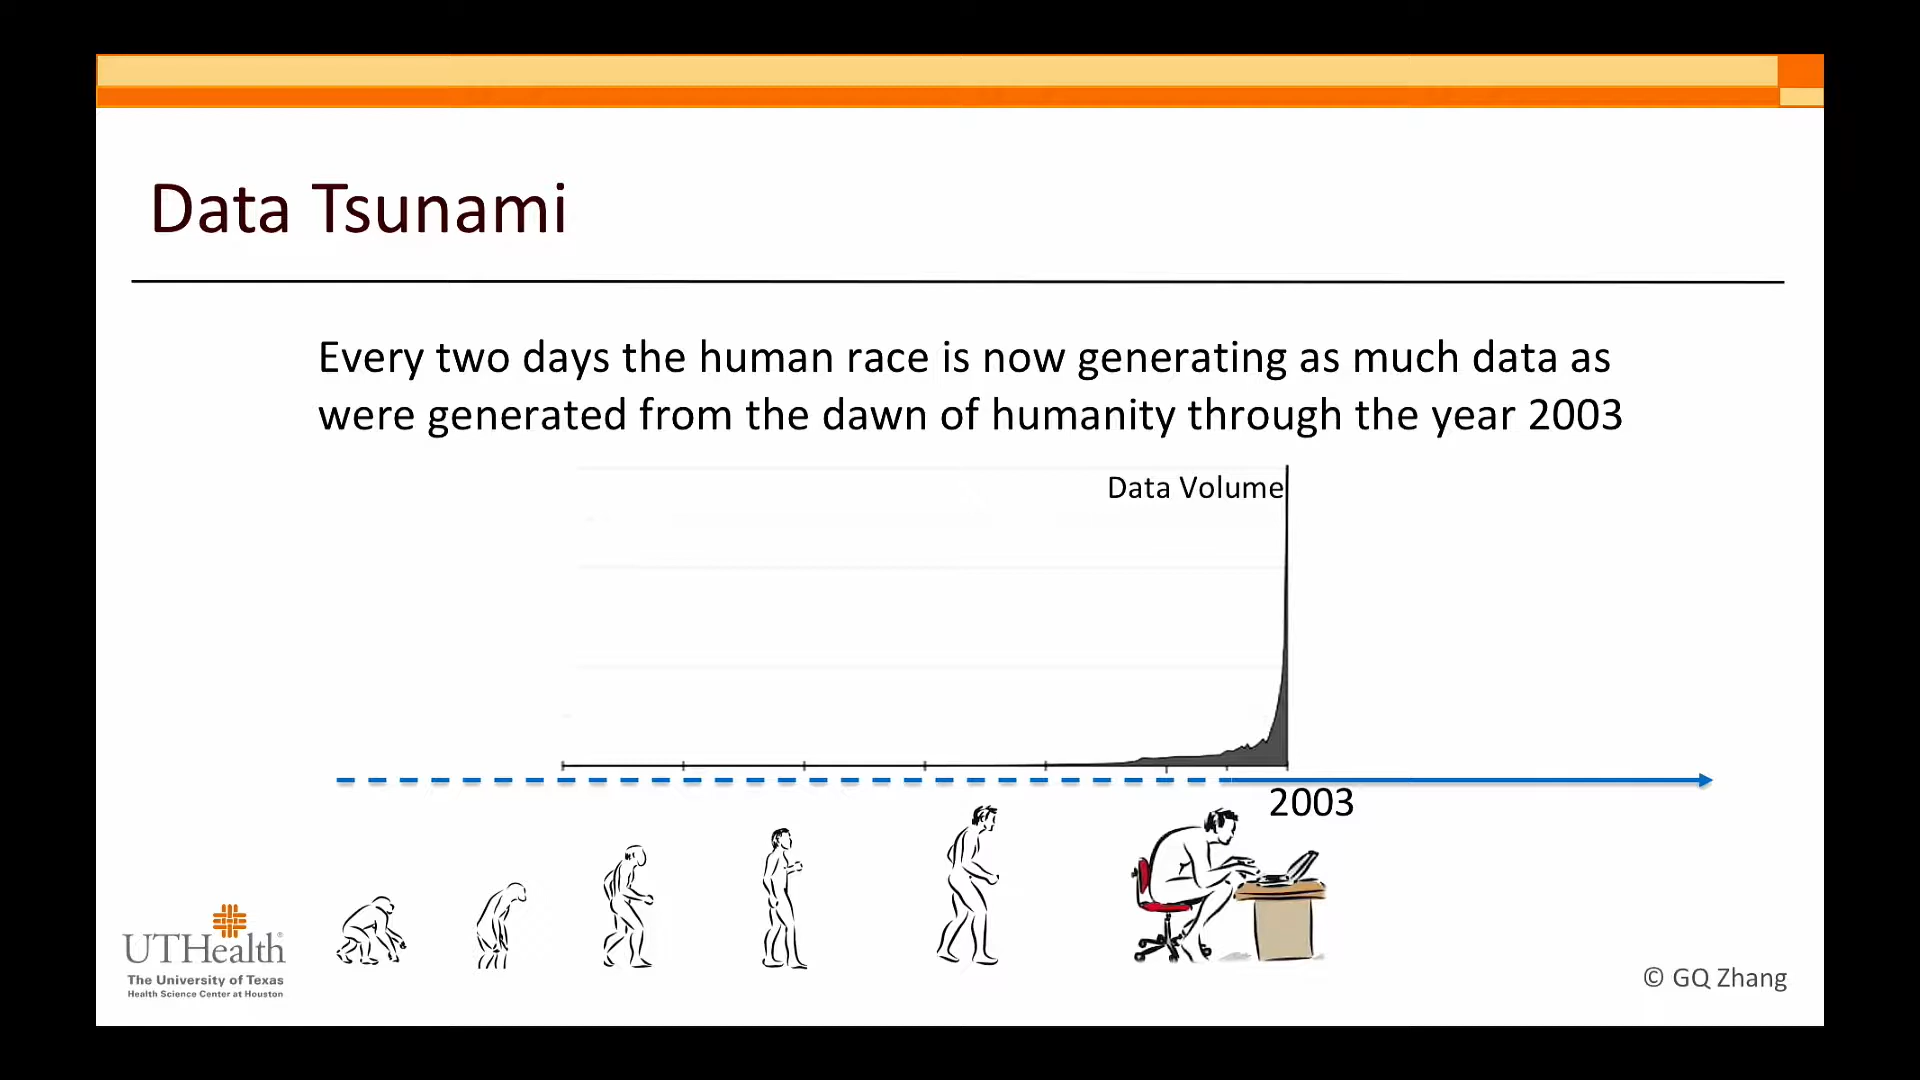 Data Tsunami
Every two days the human race is now generating as much data as
were generated from the dawn of humanity through the year 2003
Data Volume
2003
UTHealth®
The University of Texas
Health Science Center at Houston
© GQ Zhang